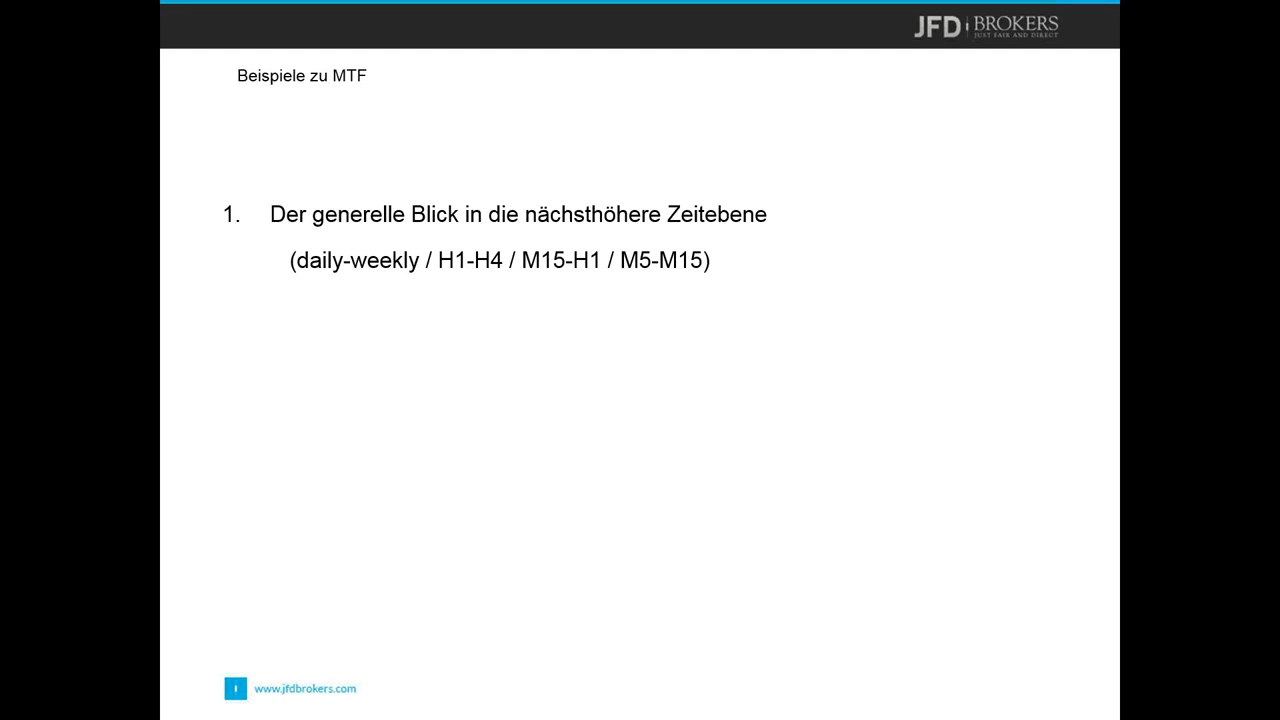 JFD BROKERS
JUST FAIR AND DIRECT
Beispiele zu MTF
1. Der generelle Blick in die nächsthöhere Zeitebene
(daily-weekly / H1-H4 / M15-H1 / M5-M15)
www.jfdbrokers.com